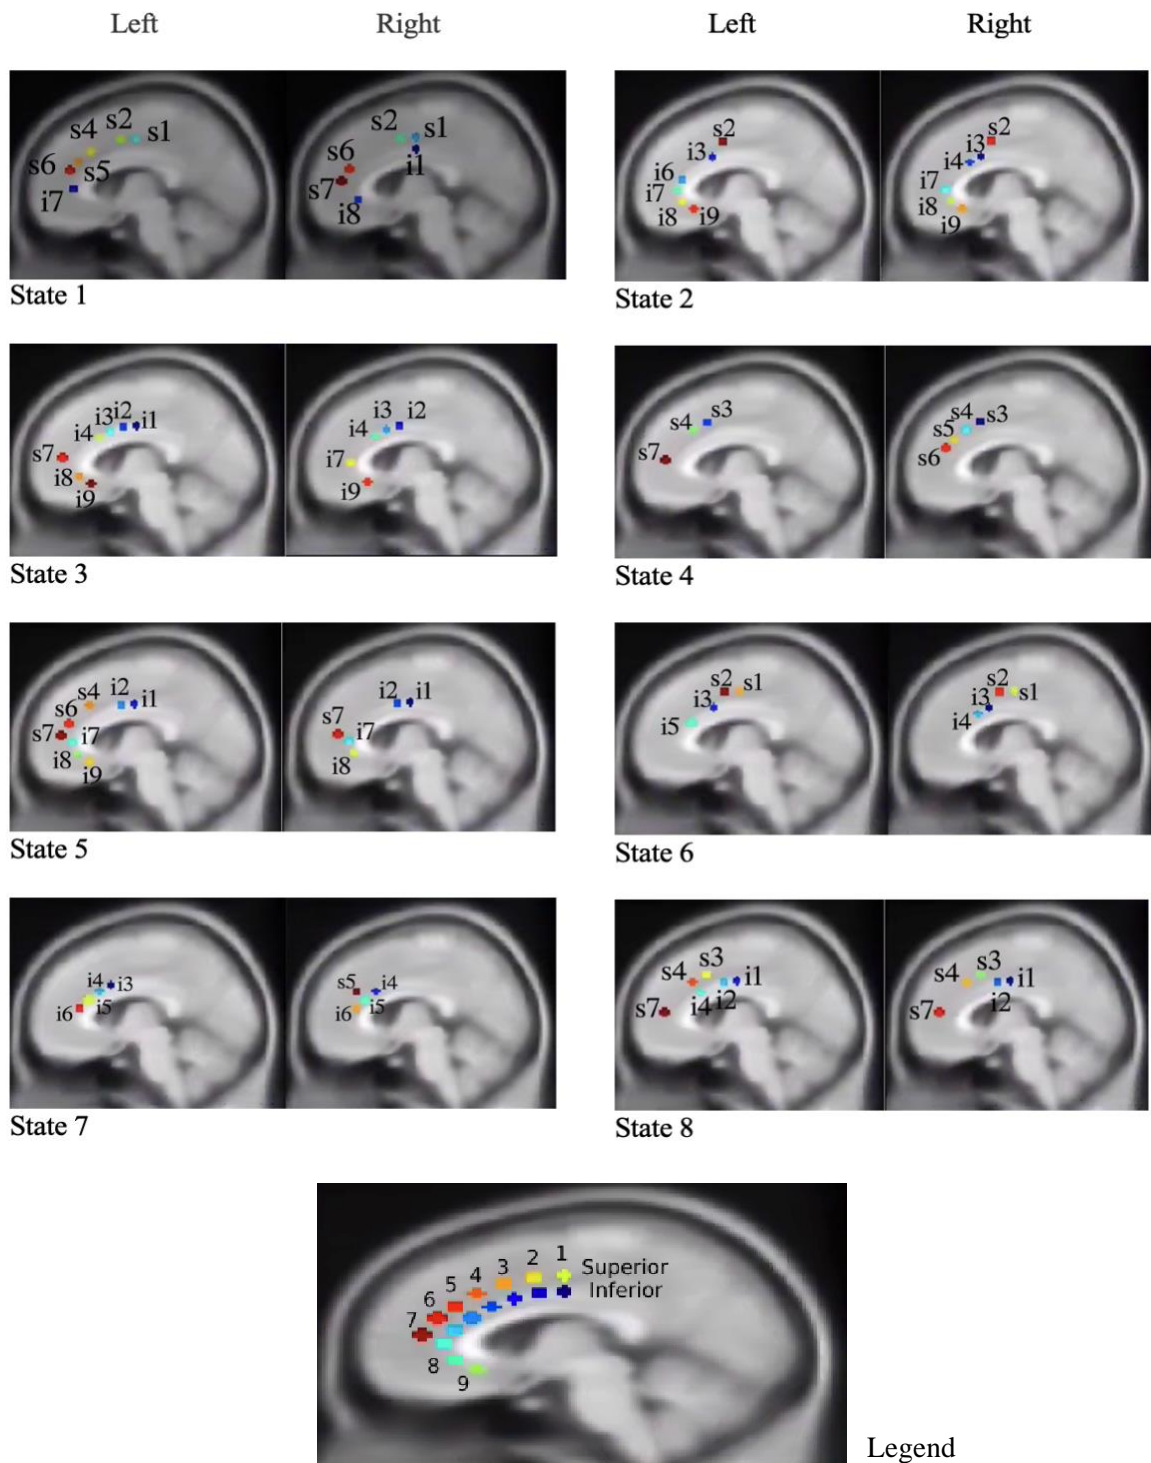 Left Right Left Right
s4 s2 s1
s6 s5
i7
s2 s1
i1
s6
s7
i8
s2
i3
i6
i7
i8 i9
s2
i3
i4
i7
i8
i9
State 1 State 2
i3 i2 i1
i4
s7
i8
i9
i3 i2
i4
i7
i9
s4 s3
s7
s4 s3
s5
s6
State 3 State 4
s4 i2 i1
s6
s7 i7
i8 i9
i2 i1
s7
i7
i8
s2 s1
i3
i5
s2 s1
i3
i4
State 5 State 6
i4 i3
i6 i5
s5 i4
i6 i5
s3
s4 i1
i4 i2
s7
s3
s4 i1
i2
s7
State 7 State 8
1
2
3
4
5
6
7
8
9
Superior
Inferior
Legend